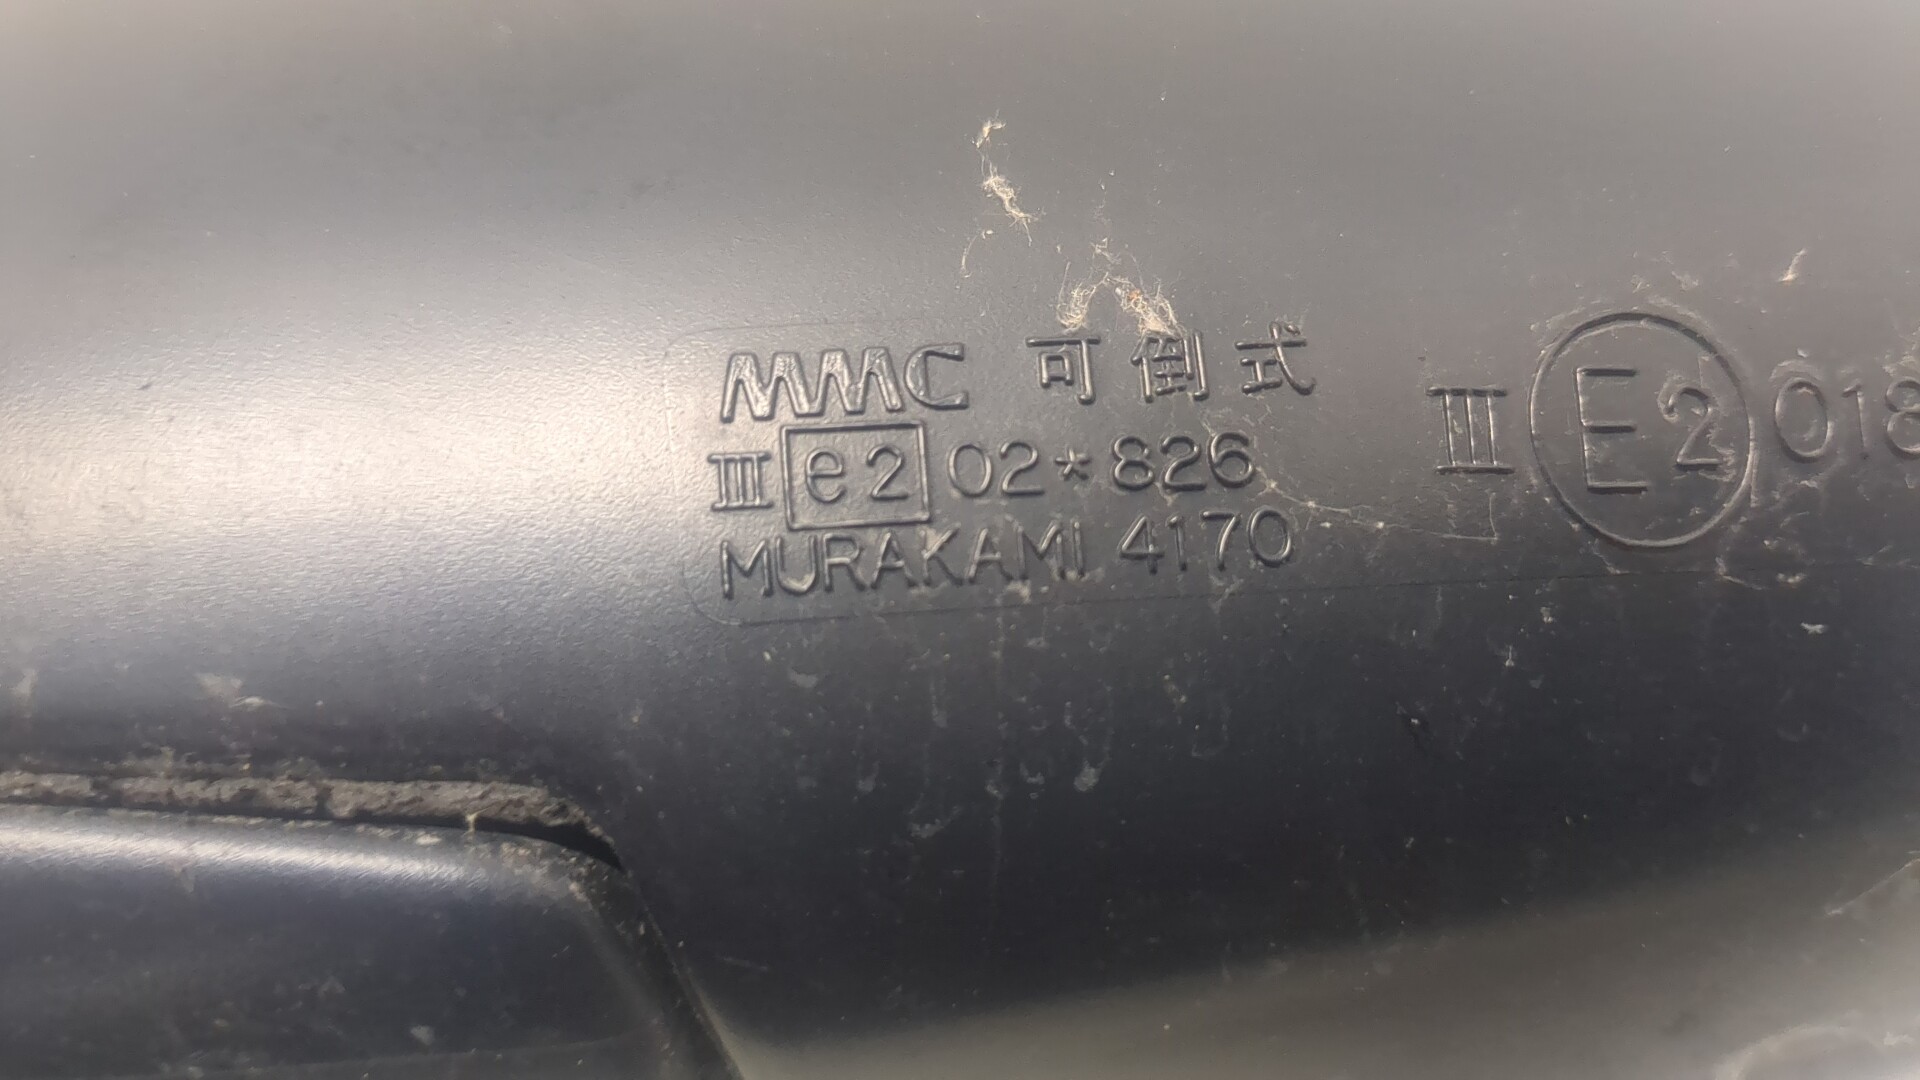 MMC 可倒式
III e2 02*826
MURAKAMI 4170
III E2 018